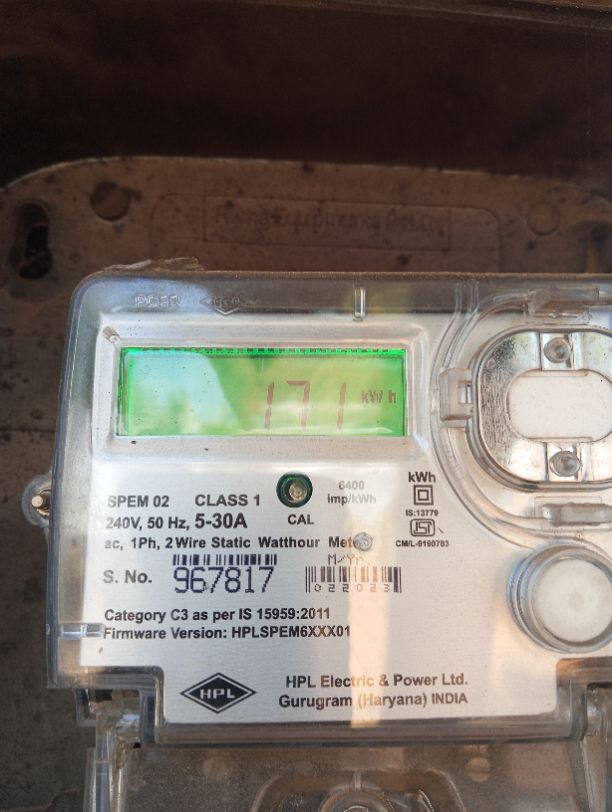 171 kWh
6400
imp/kWh
kWh
SPEM 02 CLASS 1
240V, 50 Hz, 5-30A
CAL
IS:13779
CM/L-9190783
ac, 1Ph, 2 Wire Static Watthour Meter
M/Yr
S. No. 967817
022023
Category C3 as per IS 15959:2011
Firmware Version: HPLSPEM6XXX01
HPL
HPL Electric & Power Ltd.
Gurugram (Haryana) INDIA